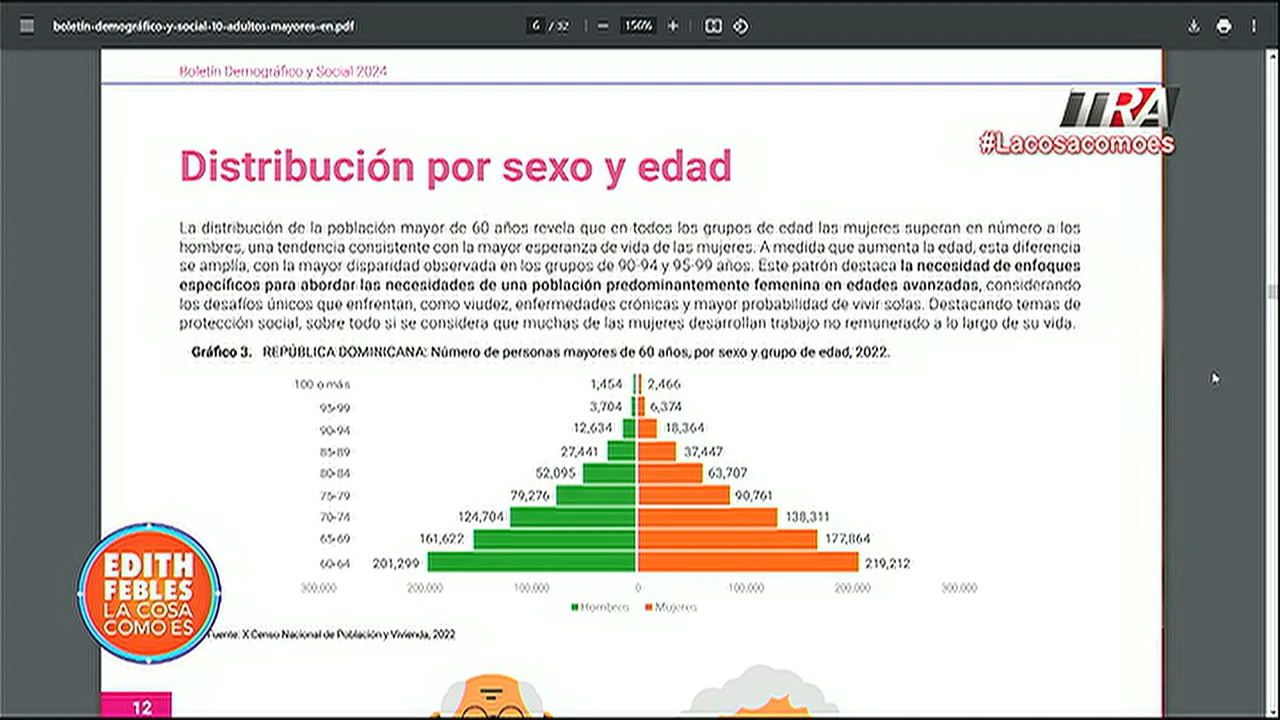 boletín-demográfico-y-social-10-adultos-mayores-en.pdf
6 / 32
156%
Boletín Demográfico y Social 2024
TRA
#Lacosacomoes
Distribución por sexo y edad
La distribución de la población mayor de 60 años revela que en todos los grupos de edad las mujeres superan en número a los
hombres, una tendencia consistente con la mayor esperanza de vida de las mujeres. A medida que aumenta la edad, esta diferencia
se amplía, con la mayor disparidad observada en los grupos de 90-94 y 95-99 años. Este patrón destaca la necesidad de enfoques
específicos para abordar las necesidades de una población predominantemente femenina en edades avanzadas, considerando
los desafíos únicos que enfrentan, como viudez, enfermedades crónicas y mayor probabilidad de vivir solas. Destacando temas de
protección social, sobre todo si se considera que muchas de las mujeres desarrollan trabajo no remunerado a lo largo de su vida.
Gráfico 3. REPÚBLICA DOMINICANA: Número de personas mayores de 60 años, por sexo y grupo de edad, 2022.
100 o más 1,454 2,466
95-99 3,704 6,374
90-94 12,634 18,364
85-89 27,441 37,447
80-84 52,095 63,707
75-79 79,276 90,761
70-74 124,704 138,311
65-69 161,622 177,864
60-64 201,299 219,212
300,000 200,000 100,000 0 100,000 200,000 300,000
Hombres Mujeres
Fuente: X Censo Nacional de Población y Vivienda, 2022
EDITH
FEBLES
LA COSA
COMO ES
12